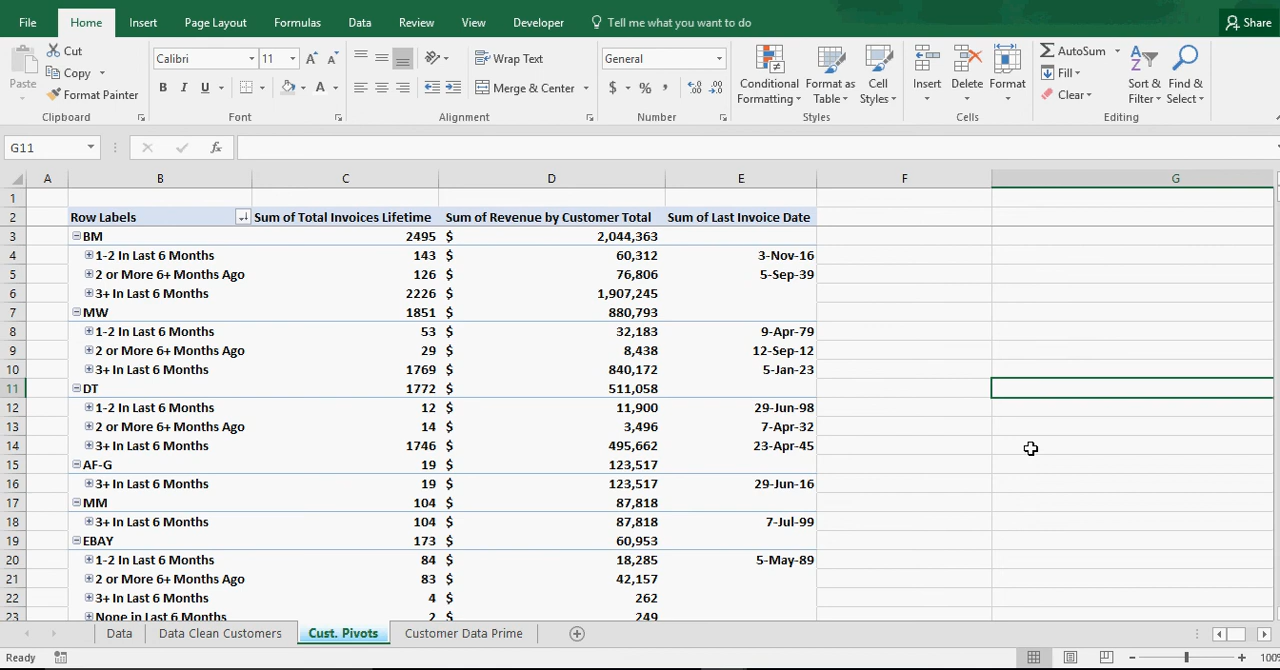 File Home Insert Page Layout Formulas Data Review View Developer Tell me what you want to do Share
Cut
Copy
Format Painter
Paste
Clipboard
Calibri 11
B I U A
Font
Wrap Text
Merge & Center
Alignment
General
$ % ,
Number
Conditional Formatting
Format as Table
Cell Styles
Styles
Insert Delete Format
Cells
AutoSum
Fill
Clear
Sort & Filter
Find & Select
Editing
G11 fx
A B C D E F G
1
2 Row Labels Sum of Total Invoices Lifetime Sum of Revenue by Customer Total Sum of Last Invoice Date
3 BM 2495 $ 2,044,363
4 1-2 In Last 6 Months 143 $ 60,312 3-Nov-16
5 2 or More 6+ Months Ago 126 $ 76,806 5-Sep-39
6 3+ In Last 6 Months 2226 $ 1,907,245
7 MW 1851 $ 880,793
8 1-2 In Last 6 Months 53 $ 32,183 9-Apr-79
9 2 or More 6+ Months Ago 29 $ 8,438 12-Sep-12
10 3+ In Last 6 Months 1769 $ 840,172 5-Jan-23
11 DT 1772 $ 511,058
12 1-2 In Last 6 Months 12 $ 11,900 29-Jun-98
13 2 or More 6+ Months Ago 14 $ 3,496 7-Apr-32
14 3+ In Last 6 Months 1746 $ 495,662 23-Apr-45
15 AF-G 19 $ 123,517
16 3+ In Last 6 Months 19 $ 123,517 29-Jun-16
17 MM 104 $ 87,818
18 3+ In Last 6 Months 104 $ 87,818 7-Jul-99
19 EBAY 173 $ 60,953
20 1-2 In Last 6 Months 84 $ 18,285 5-May-89
21 2 or More 6+ Months Ago 83 $ 42,157
22 3+ In Last 6 Months 4 $ 262
23 None in Last 6 Months 2 $ 249
Data Data Clean Customers Cust. Pivots Customer Data Prime
Ready 100%